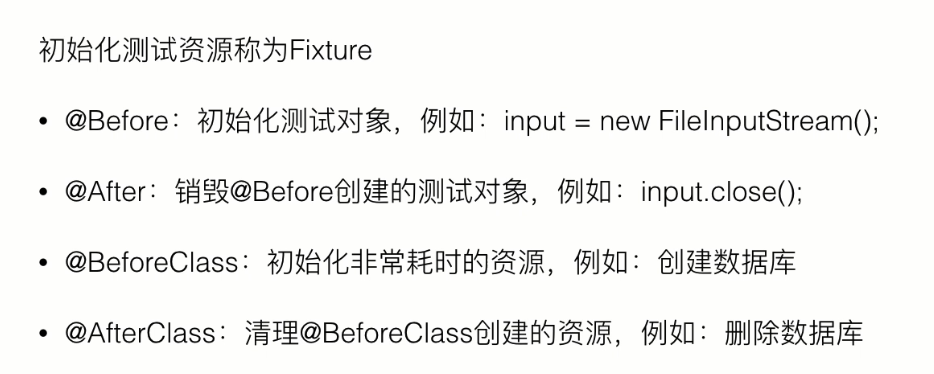 初始化测试资源称为Fixture
• @Before：初始化测试对象，例如：input = new FileInputStream();
• @After：销毁@Before创建的测试对象，例如：input.close();
• @BeforeClass：初始化非常耗时的资源，例如：创建数据库
• @AfterClass：清理@BeforeClass创建的资源，例如：删除数据库